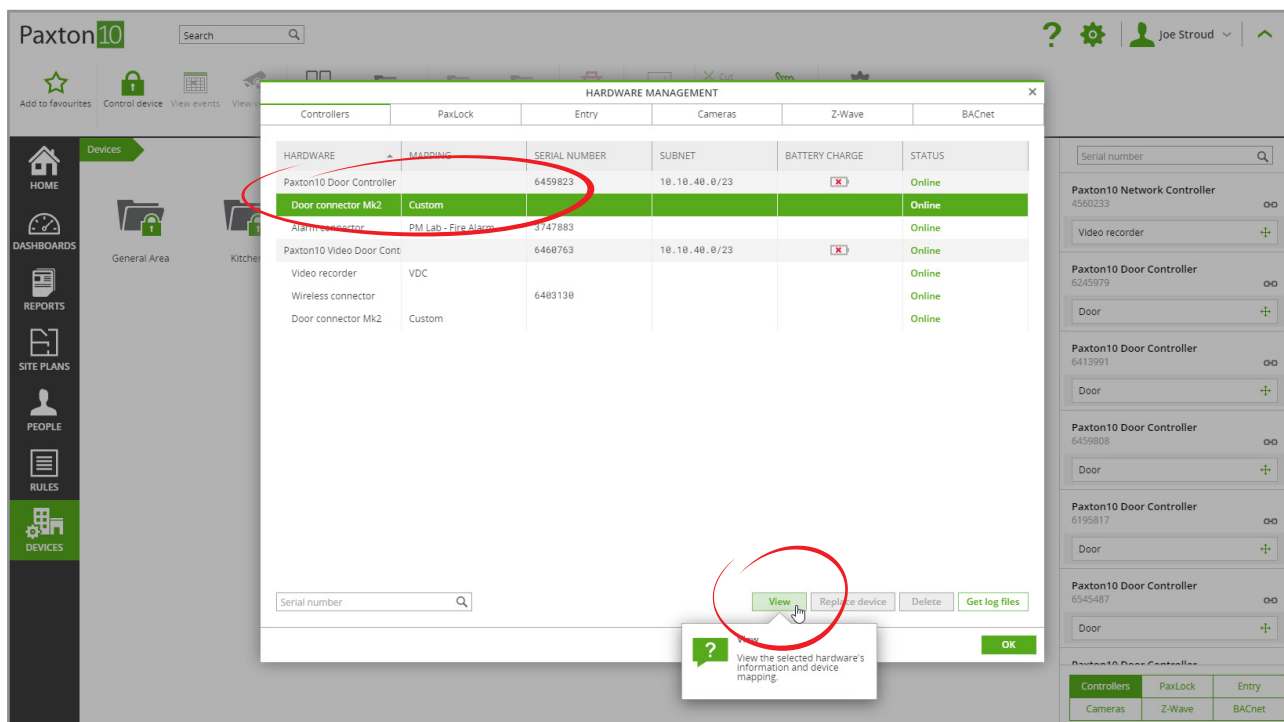 Paxton10
Search
Joe Stroud
Add to favourites
Control device
View events
Cut
HOME
DASHBOARDS
REPORTS
SITE PLANS
PEOPLE
RULES
DEVICES
Devices
General Area
HARDWARE MANAGEMENT
Controllers PaxLock Entry Cameras Z-Wave BACnet
HARDWARE MAPPING SERIAL NUMBER SUBNET BATTERY CHARGE STATUS
Paxton10 Door Controller 6459823 10.10.40.0/23 Online
Door connector Mk2 Custom Online
Alarm connector PM Lab - Fire Alarm 3747883 Online
Paxton10 Video Door Cont 6460763 10.10.40.0/23 Online
Video recorder VDC Online
Wireless connector 6403130 Online
Door connector Mk2 Custom Online
Serial number
View Replace device Delete Get log files
View
View the selected hardware's
information and device
mapping.
OK
Serial number
Paxton10 Network Controller
4560233
Video recorder
Paxton10 Door Controller
6245979
Door
Paxton10 Door Controller
6413991
Door
Paxton10 Door Controller
6459808
Door
Paxton10 Door Controller
6195817
Door
Paxton10 Door Controller
6545487
Door
Paxton10 Door Controller
Controllers PaxLock Entry
Cameras Z-Wave BACnet